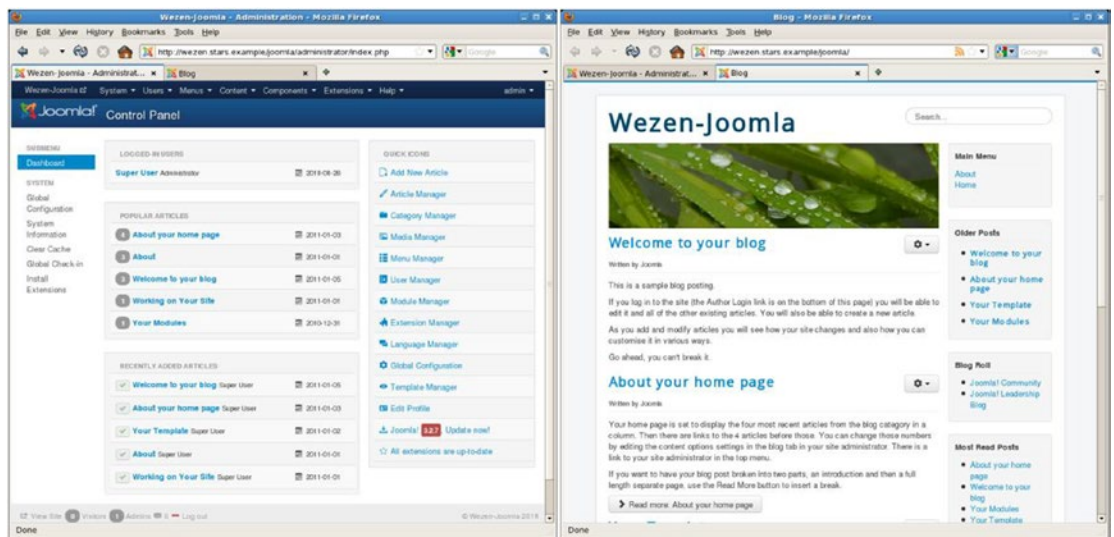 Wezen-Joomla - Administration - Mozilla Firefox
File Edit View History Bookmarks Tools Help
http://wezen.stars.example/joomla/administrator/index.php
Google
Wezen-Joomla - Administrat...
Blog
Wezen-Joomla System Users Menus Content Components Extensions Help admin
Joomla! Control Panel
SUBMENU
Dashboard
SYSTEM
Global
Configuration
System
Information
Clear Cache
Global Check-in
Install
Extensions
LOGGED-IN USERS
Super User Administrator
POPULAR ARTICLES
About your home page 2011-01-03
About 2011-01-01
Welcome to your blog 2011-01-05
1 Working on Your Site 2011-01-01
1 Your Modules 2010-12-31
RECENTLY ADDED ARTICLES
Welcome to your blog Super User 2011-01-05
About your home page Super User 2011-01-03
Your Template Super User 2011-01-02
About Super User 2011-01-01
Working on Your Site Super User 2011-01-01
QUICK ICONS
Add New Article
Article Manager
Category Manager
Media Manager
Menu Manager
User Manager
Module Manager
Extension Manager
Language Manager
Global Configuration
Template Manager
Edit Profile
Joomla! 3.2.7 Update now!
All extensions are up-to-date
View Site 0 Visitors 1 Admins 0 Log out
© Wezen-Joomla
Done
Blog - Mozilla Firefox
File Edit View History Bookmarks Tools Help
http://wezen.stars.example/joomla/
Google
Wezen-Joomla - Administrat...
Blog
Wezen-Joomla
Search...
Welcome to your blog
Written by Joomla
This is a sample blog posting.
If you log in to the site (the Author Login link is on the bottom of this page) you will be able to
edit it and all of the other existing articles. You will also be able to create a new article.
As you add and modify articles you will see how your site changes and also how you can
customise it in various ways.
Go ahead, you can't break it.
About your home page
Written by Joomla
Your home page is set to display the four most recent articles from the blog category in a
column. Then there are links to the 4 articles before those. You can change those numbers
by editing the content options settings in the blog tab in your site administrator. There is a
link to your site administrator in the top menu.
If you want to have your blog post broken into two parts, an introduction and then a full
length separate page, use the Read More button to insert a break.
Read more: About your home page
Main Menu
About
Home
Older Posts
Welcome to your
blog
About your home
page
Your Template
Your Modules
Blog Roll
Joomla! Community
Joomla! Leadership
Blog
Most Read Posts
About your home
page
Welcome to your
blog
Your Modules
Your Template
Done